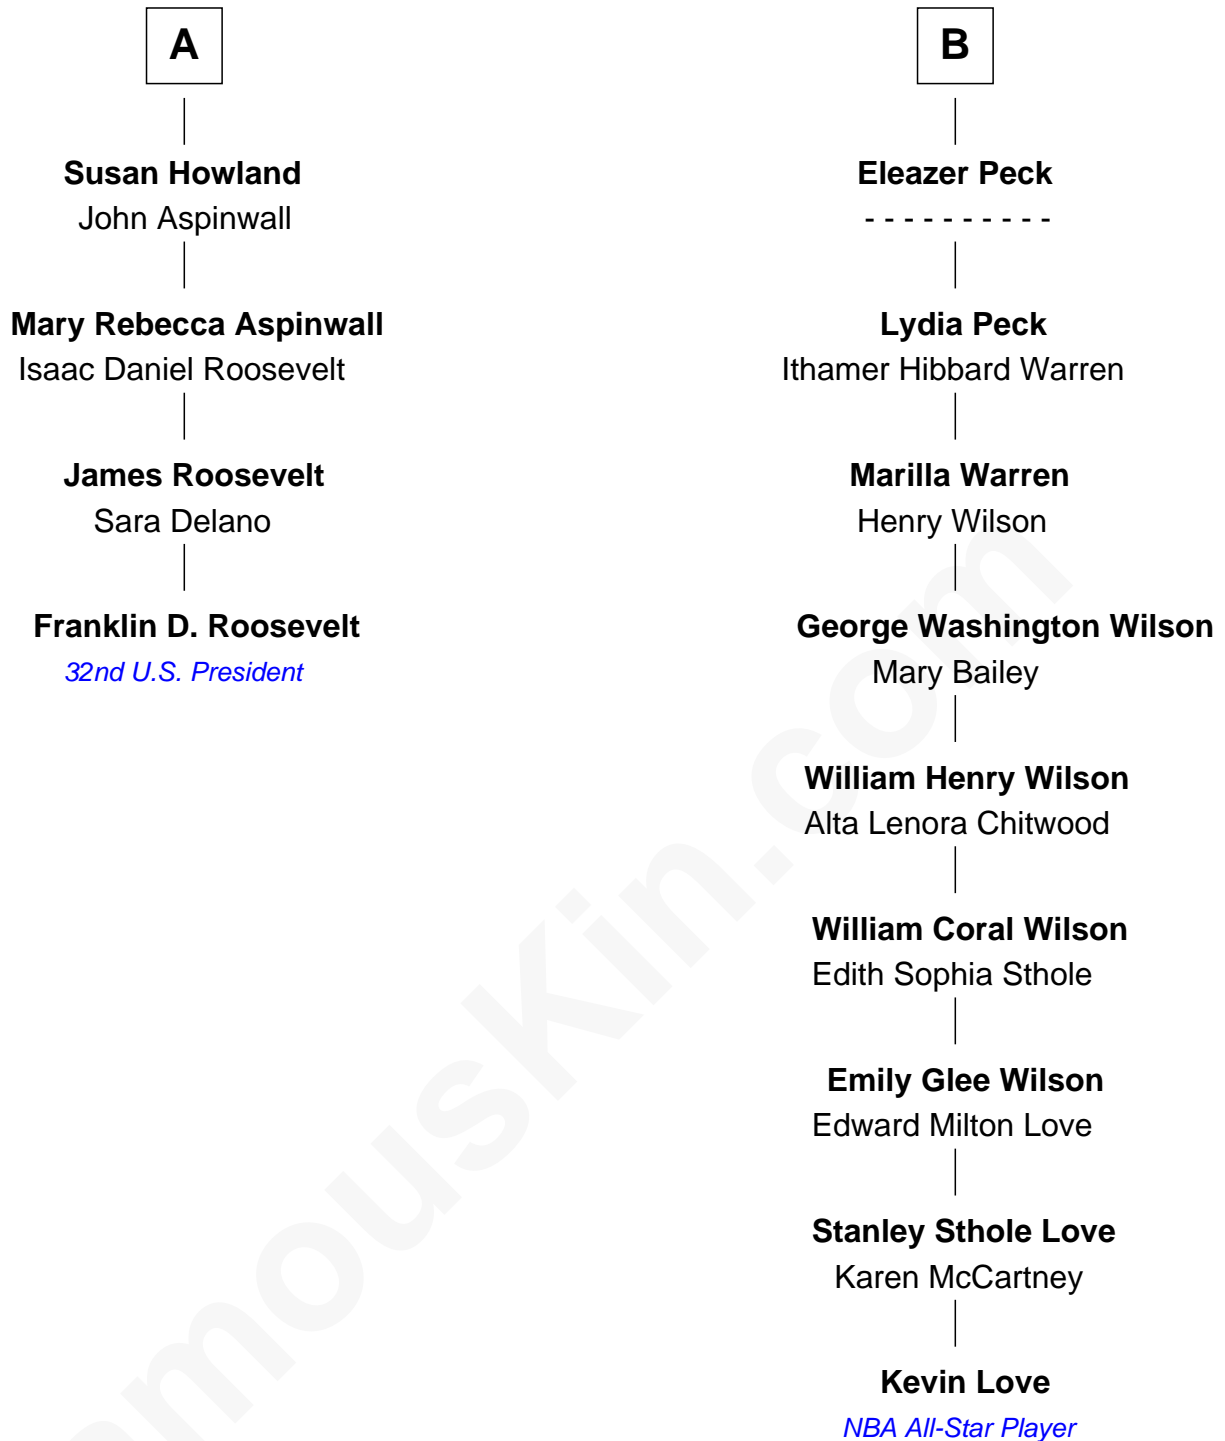 A
Susan Howland
John Aspinwall
Mary Rebecca Aspinwall
Isaac Daniel Roosevelt
James Roosevelt
Sara Delano
Franklin D. Roosevelt
32nd U.S. President
B
Eleazer Peck
- - - - - - - - - -
Lydia Peck
Ithamer Hibbard Warren
Marilla Warren
Henry Wilson
George Washington Wilson
Mary Bailey
William Henry Wilson
Alta Lenora Chitwood
William Coral Wilson
Edith Sophia Sthole
Emily Glee Wilson
Edward Milton Love
Stanley Sthole Love
Karen McCartney
Kevin Love
NBA All-Star Player
amousKin.com